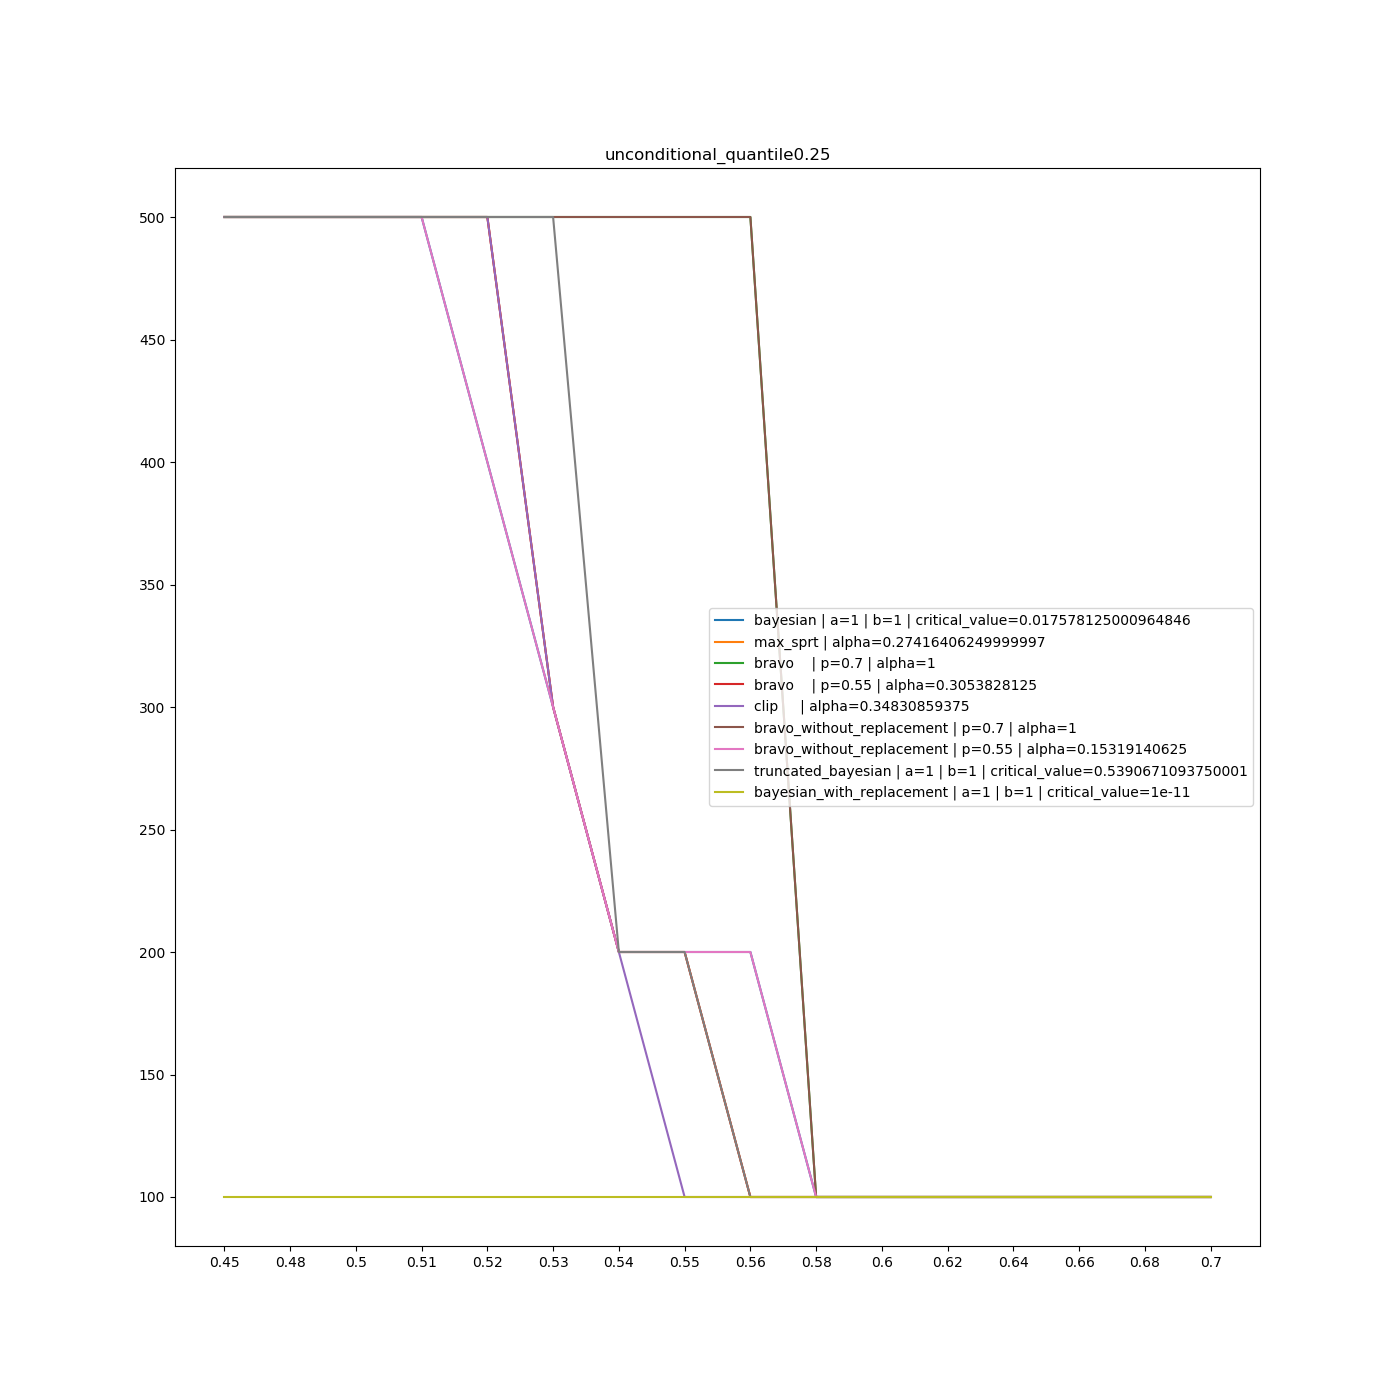 unconditional_quantile0.25
500
450
400
350
300
250
200
150
100
bayesian | a=1 | b=1 | critical_value=0.017578125000964846
max_sprt | alpha=0.27416406249999997
bravo    | p=0.7 | alpha=1
bravo    | p=0.55 | alpha=0.3053828125
clip     | alpha=0.34830859375
bravo_without_replacement | p=0.7 | alpha=1
bravo_without_replacement | p=0.55 | alpha=0.15319140625
truncated_bayesian | a=1 | b=1 | critical_value=0.5390671093750001
bayesian_with_replacement | a=1 | b=1 | critical_value=1e-11
0.45 0.48 0.5 0.51 0.52 0.53 0.54 0.55 0.56 0.58 0.6 0.62 0.64 0.66 0.68 0.7